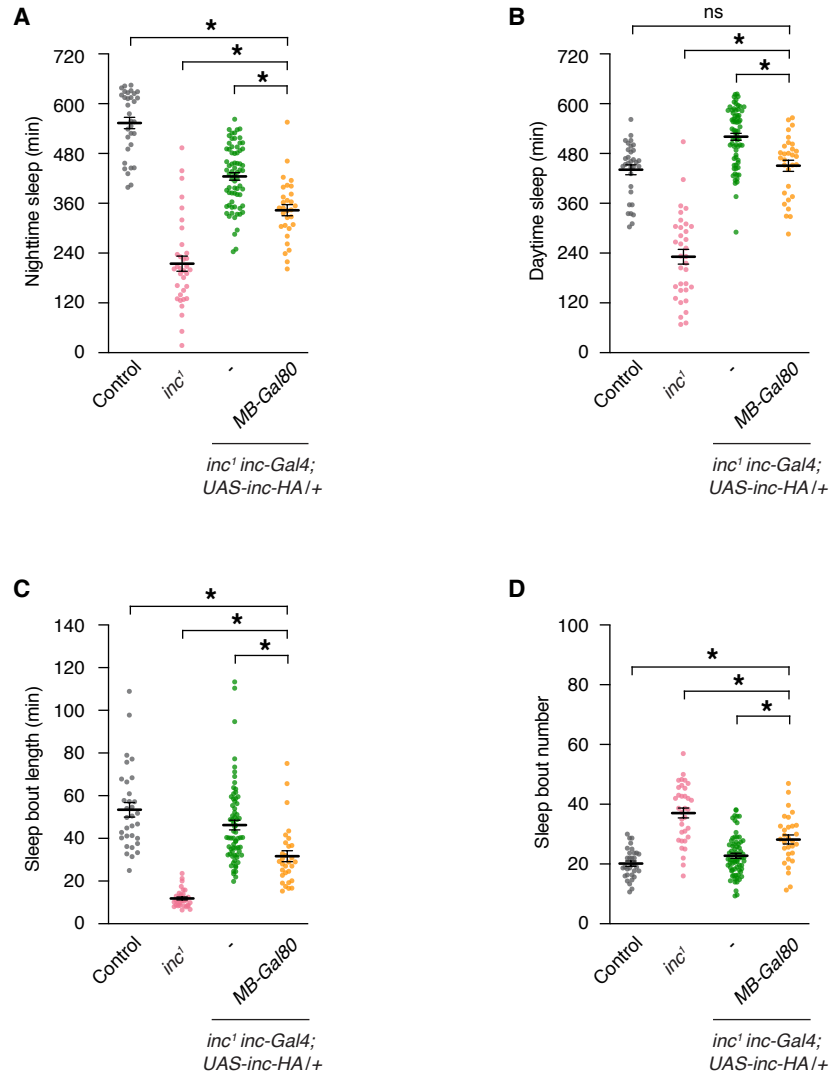 A
*
*
*
720
600
480
360
240
120
0
Nighttime sleep (min)
Control
inc¹
-
MB-Gal80
inc¹ inc-Gal4;
UAS-inc-HA/+
B
ns
*
*
720
600
480
360
240
120
0
Daytime sleep (min)
Control
inc¹
-
MB-Gal80
inc¹ inc-Gal4;
UAS-inc-HA/+
C
*
*
*
140
120
100
80
60
40
20
0
Sleep bout length (min)
Control
inc¹
-
MB-Gal80
inc¹ inc-Gal4;
UAS-inc-HA/+
D
*
*
*
100
80
60
40
20
0
Sleep bout number
Control
inc¹
-
MB-Gal80
inc¹ inc-Gal4;
UAS-inc-HA/+